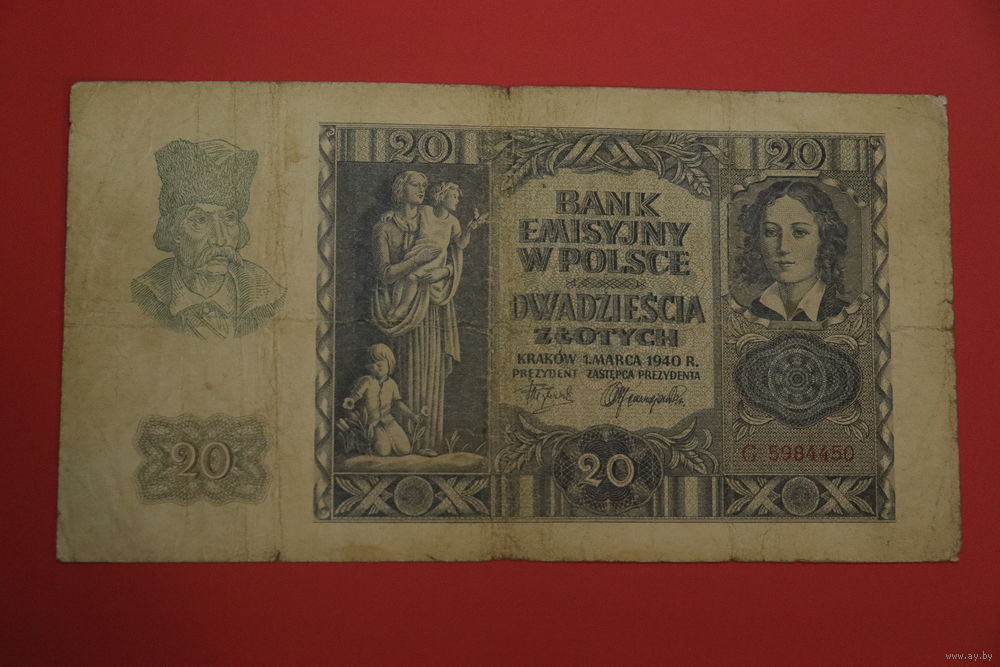 20
20
BANK
EMISYJNY
W POLSCE
DWADZIEŚCIA
ZŁOTYCH
KRAKÓW 1. MARCA 1940 R.
PREZYDENT ZASTĘPCA PREZYDENTA
G 5984450
20
20
www.ay.by